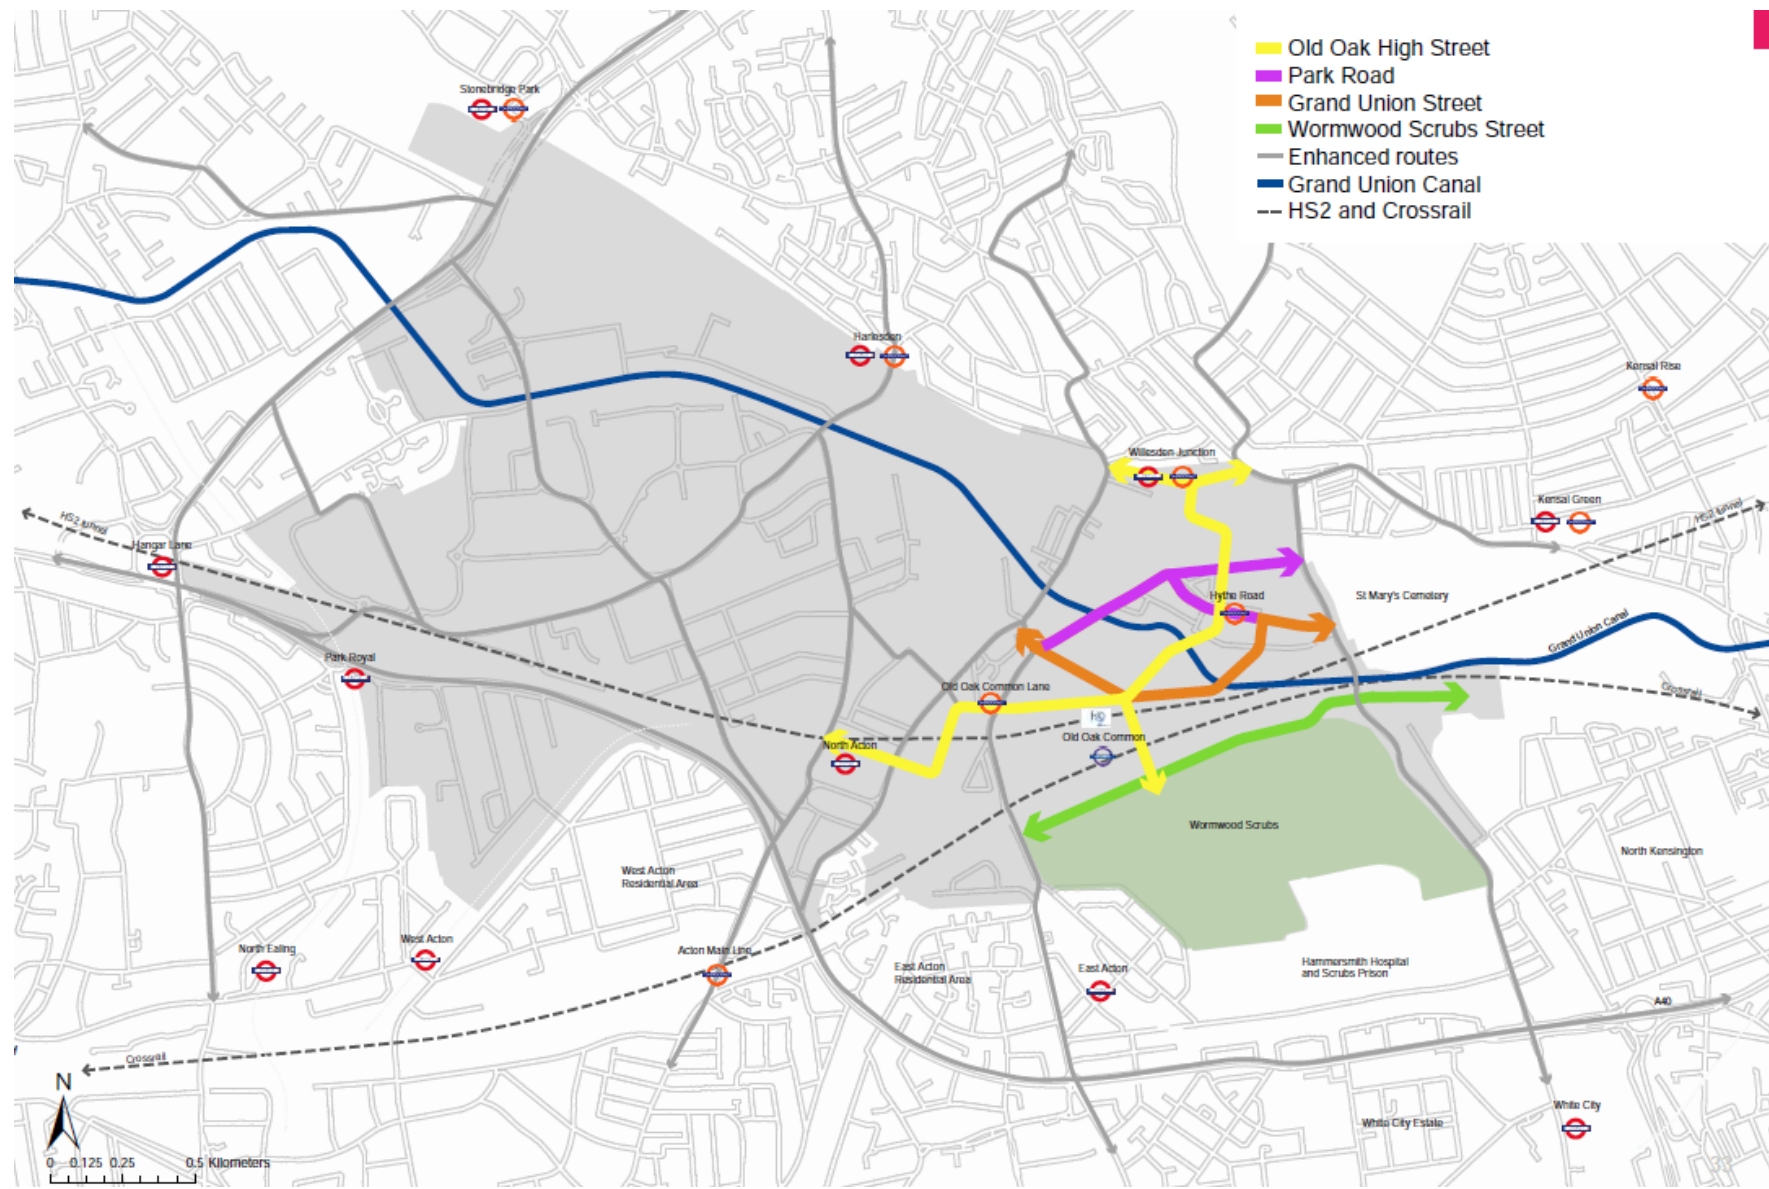 Old Oak High Street
Park Road
Grand Union Street
Wormwood Scrubs Street
Enhanced routes
Grand Union Canal
HS2 and Crossrail
Stonebridge Park
Harlesden
Kensal Rise
Willesden Junction
Kensal Green
HS2 tunnel
HS2 tunnel
Hangar Lane
Hythe Road
St Mary's Cemetery
Grand Union Canal
Park Royal
Old Oak Common Lane
Crossrail
HS2
North Acton
Old Oak Common
Wormwood Scrubs
North Kensington
West Acton
Residential Area
North Ealing
West Acton
Acton Main Line
East Acton
Residential Area
East Acton
Hammersmith Hospital
and Scrubs Prison
A40
Crossrail
N
White City
White City Estate
0 0.125 0.25 0.5 Kilometers
33